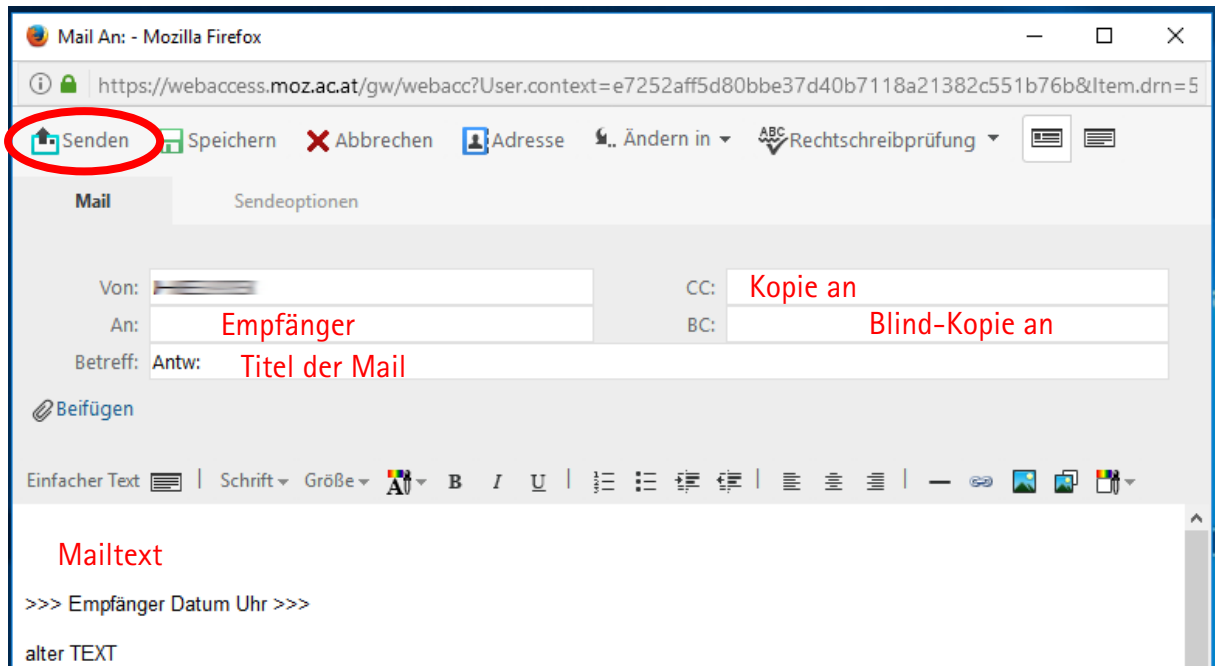 Mail An: - Mozilla Firefox
https://webaccess.moz.ac.at/gw/webacc?User.context=e7252aff5d80bbe37d40b7118a21382c551b76b&Item.drn=5
Senden Speichern Abbrechen Adresse Ändern in ABC Rechtschreibprüfung
Mail Sendeoptionen
Von: CC: Kopie an
An: Empfänger BC: Blind-Kopie an
Betreff: Antw: Titel der Mail
Beifügen
Einfacher Text Schrift Größe A B I U
Mailtext
>>> Empfänger Datum Uhr >>>
alter TEXT